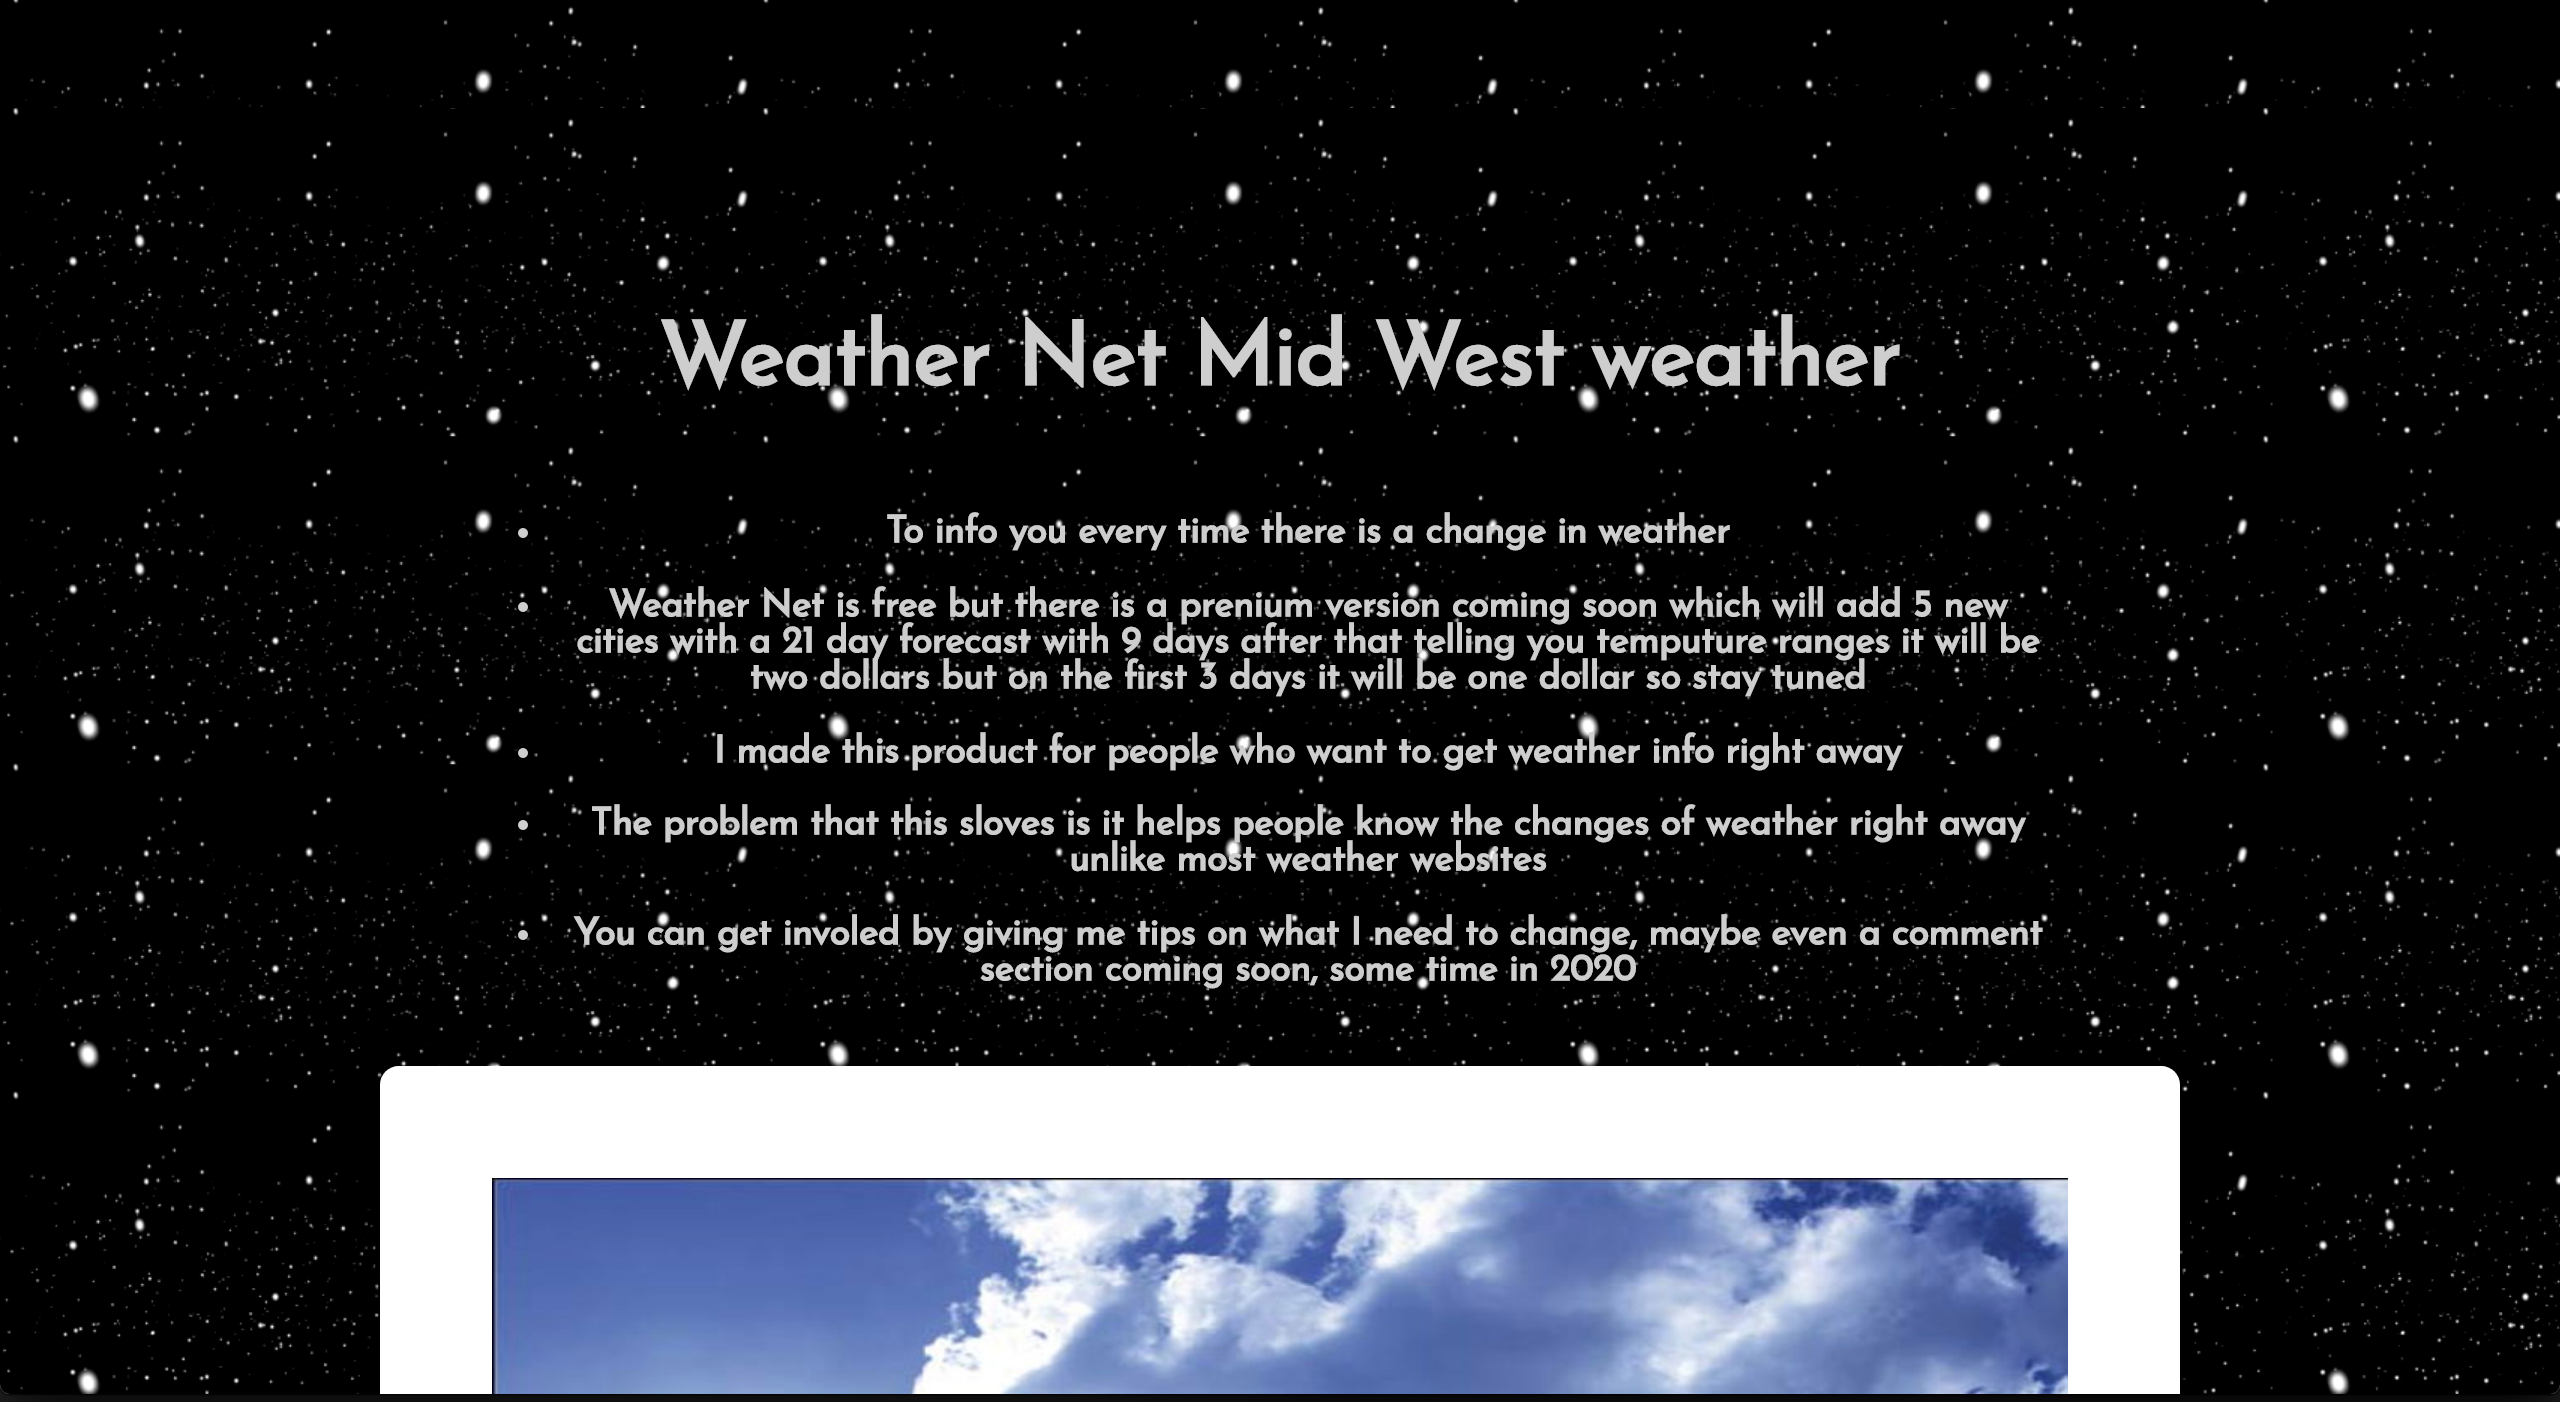 Weather Net Mid West weather
• To info you every time there is a change in weather
• Weather Net is free but there is a prenium version coming soon which will add 5 new
cities with a 21 day forecast with 9 days after that telling you temputure ranges it will be
two dollars but on the first 3 days it will be one dollar so stay tuned
• I made this product for people who want to get weather info right away
• The problem that this sloves is it helps people know the changes of weather right away
unlike most weather websites
• You can get involed by giving me tips on what I need to change, maybe even a comment
section coming soon, some time in 2020